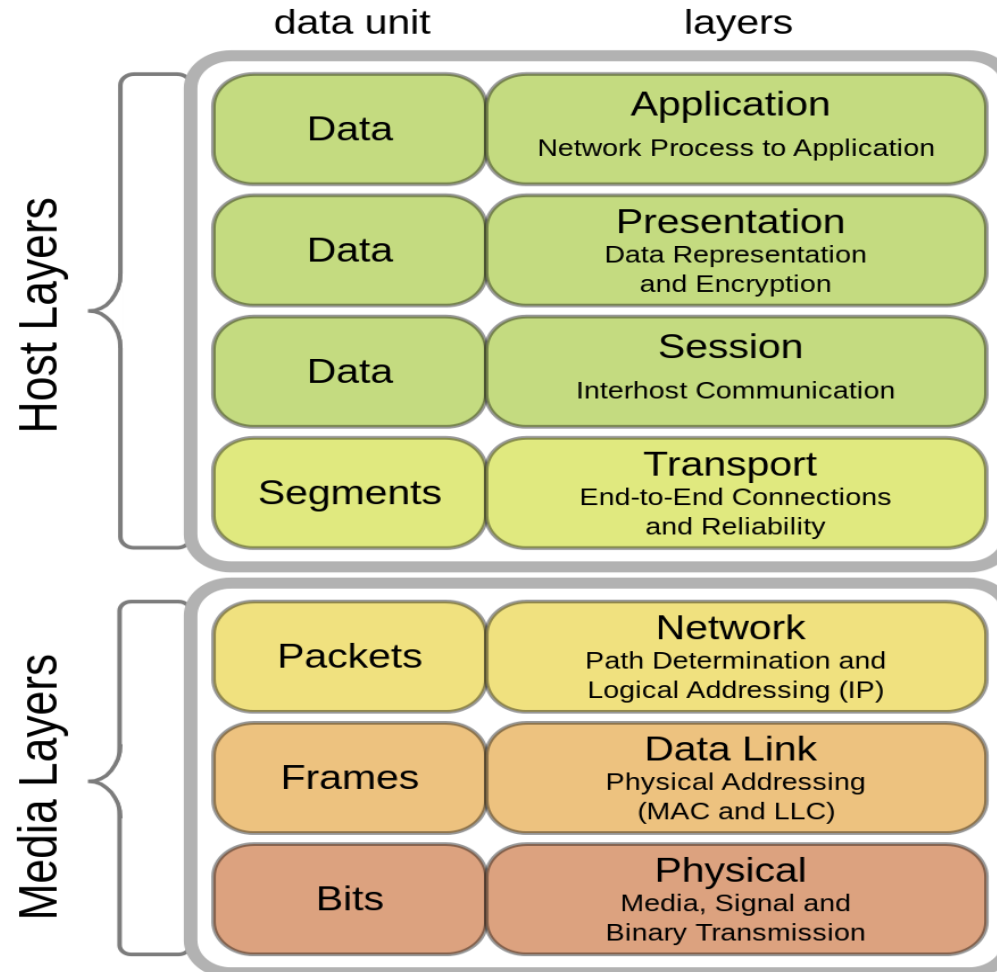 data unit
layers
Host Layers
Data
Application
Network Process to Application
Data
Presentation
Data Representation
and Encryption
Data
Session
Interhost Communication
Segments
Transport
End-to-End Connections
and Reliability
Media Layers
Packets
Network
Path Determination and
Logical Addressing (IP)
Frames
Data Link
Physical Addressing
(MAC and LLC)
Bits
Physical
Media, Signal and
Binary Transmission